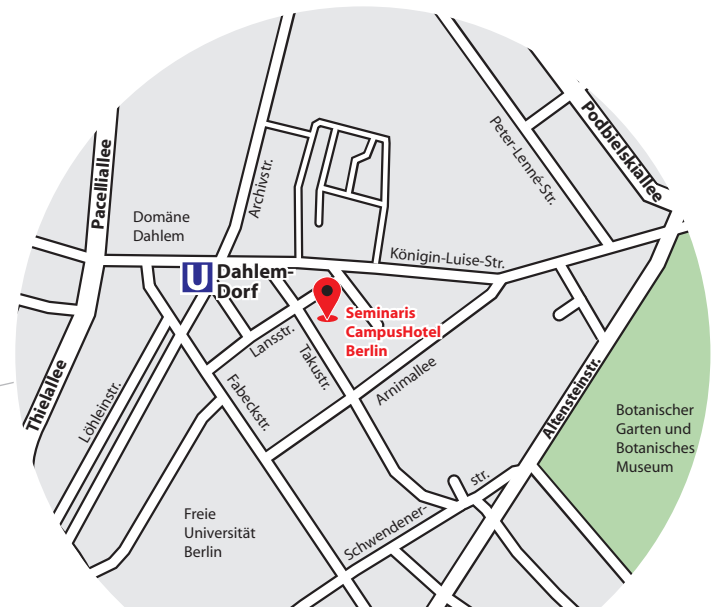 Podbielskiallee
Peter-Lenné-Str.
Pacelliallee
Archivstr.
Domäne
Dahlem
Königin-Luise-Str.
U
Dahlem-
Dorf
Seminaris
CampusHotel
Berlin
Lansstr.
Takustr.
Arnimallee
Thielallee
Löhleinstr.
Fabeckstr.
Altensteinstr.
Botanischer
Garten und
Botanisches
Museum
Freie
Universität
Berlin
Schwendener-
str.